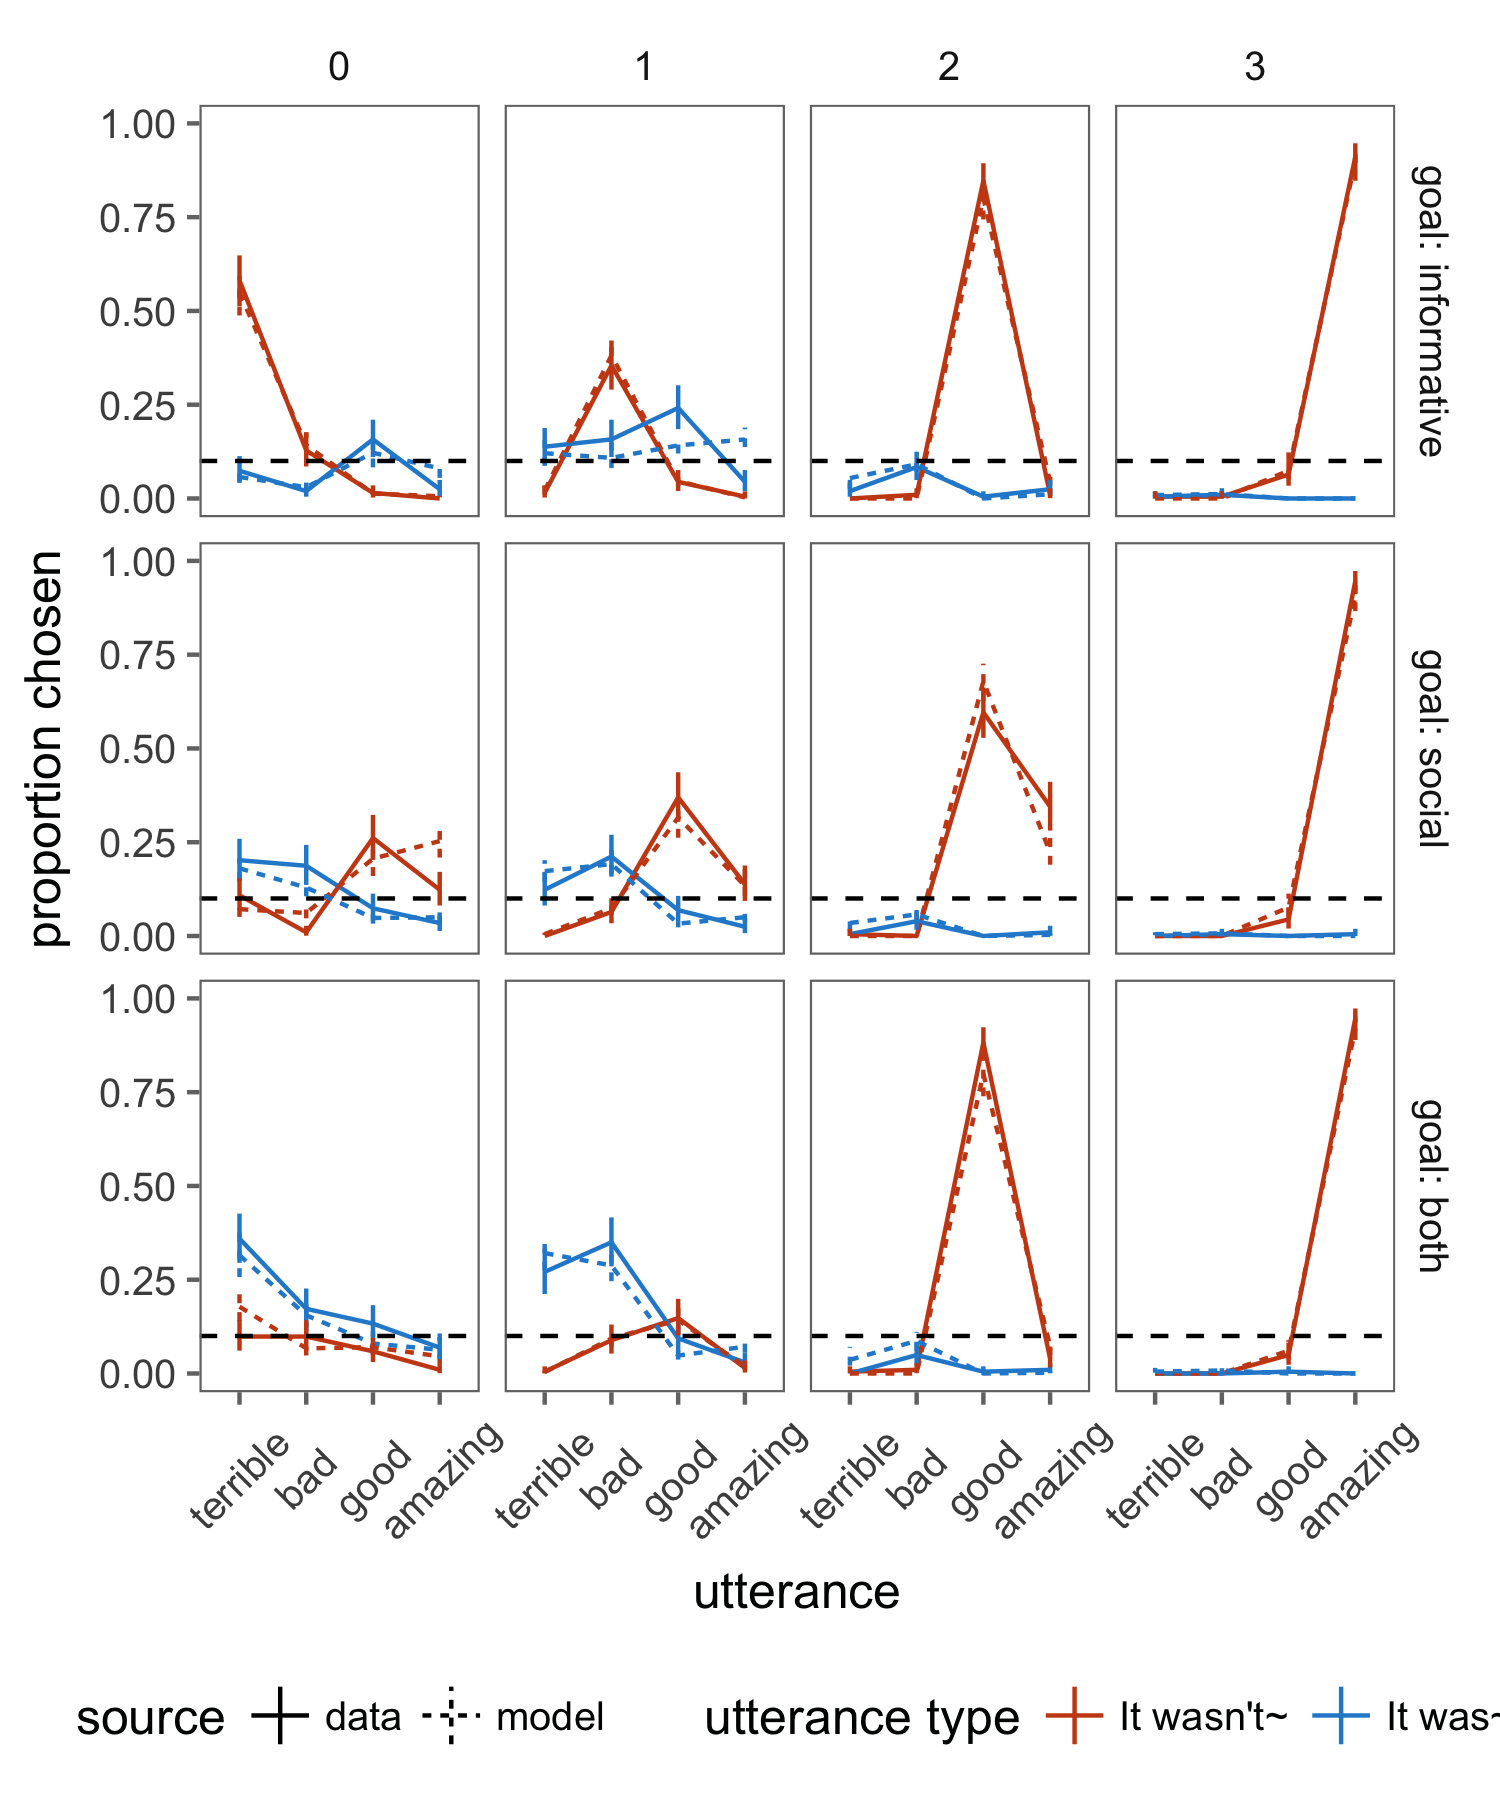 0 1 2 3
1.00
0.75
0.50
0.25
0.00
goal: informative
1.00
0.75
0.50
0.25
0.00
goal: social
1.00
0.75
0.50
0.25
0.00
goal: both
proportion chosen
terrible bad good amazing terrible bad good amazing terrible bad good amazing terrible bad good amazing
utterance
source data model utterance type It wasn't~ It was~